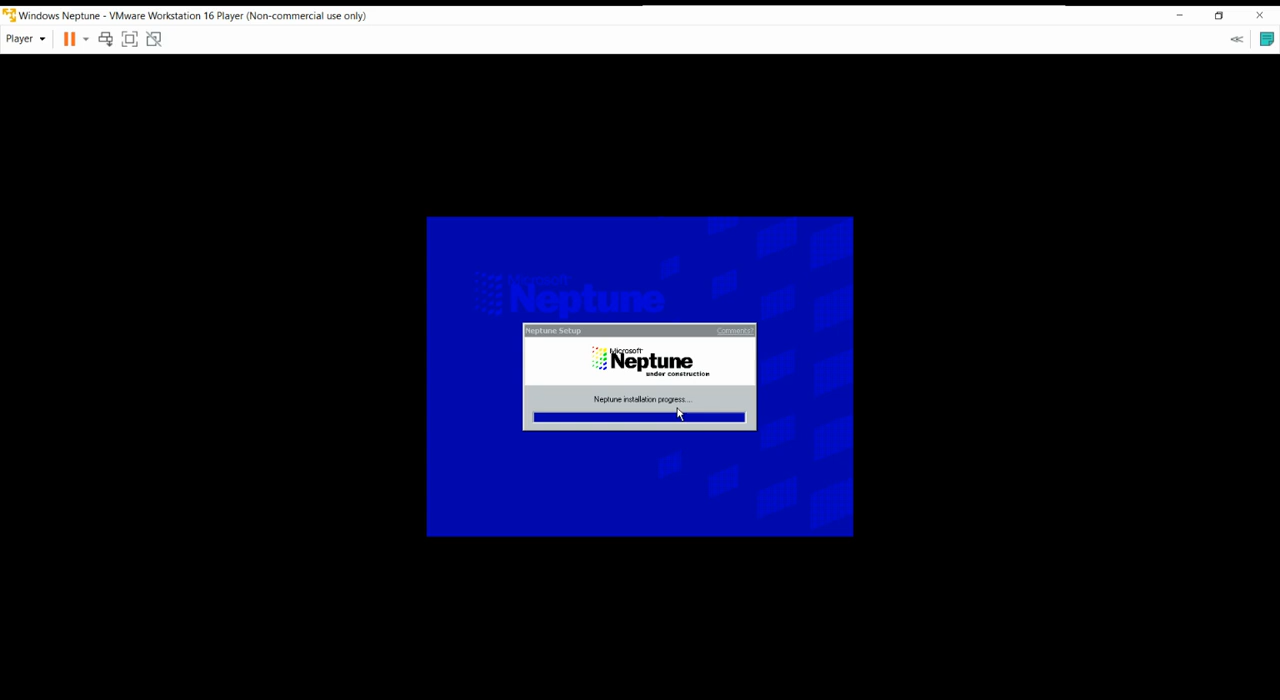 Windows Neptune - VMware Workstation 16 Player (Non-commercial use only)
Player
Microsoft
Neptune
Neptune Setup
Comments?
Microsoft
Neptune
under construction
Neptune installation progress...